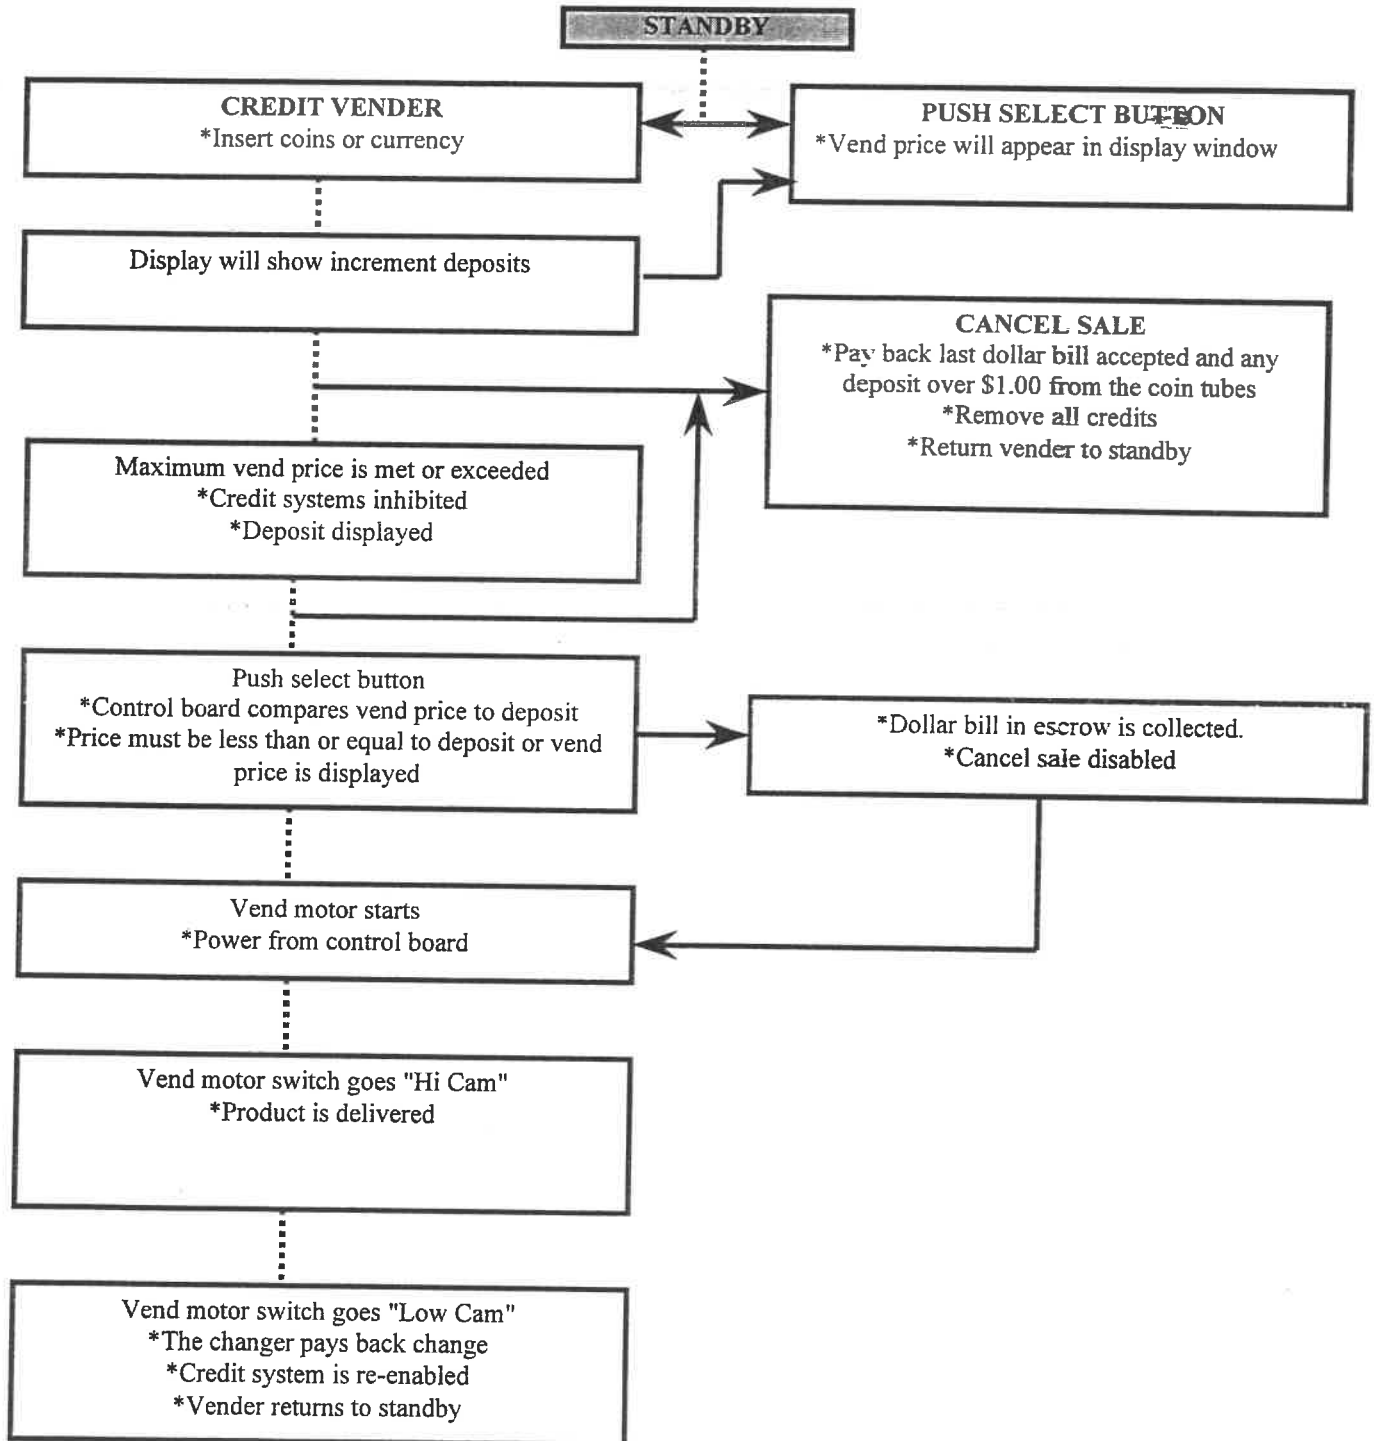 STANDBY
CREDIT VENDER
*Insert coins or currency
PUSH SELECT BUTTON
*Vend price will appear in display window
Display will show increment deposits
CANCEL SALE
*Pay back last dollar bill accepted and any
deposit over $1.00 from the coin tubes
*Remove all credits
*Return vender to standby
Maximum vend price is met or exceeded
*Credit systems inhibited
*Deposit displayed
Push select button
*Control board compares vend price to deposit
*Price must be less than or equal to deposit or vend
price is displayed
*Dollar bill in escrow is collected.
*Cancel sale disabled
Vend motor starts
*Power from control board
Vend motor switch goes "Hi Cam"
*Product is delivered
Vend motor switch goes "Low Cam"
*The changer pays back change
*Credit system is re-enabled
*Vender returns to standby